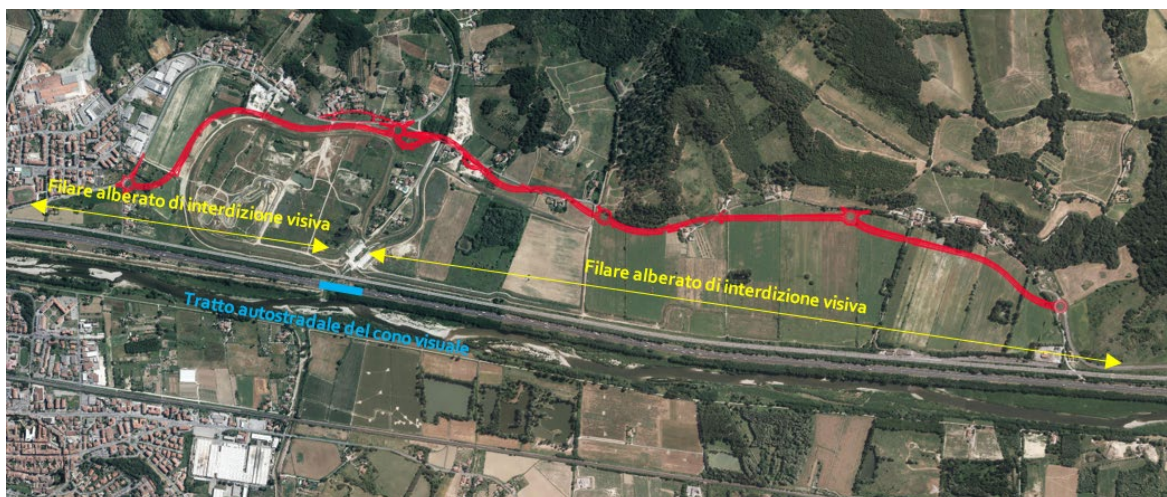 Filare alberato di interdizione visiva
Filare alberato di interdizione visiva
Tratto autostradale del cono visuale